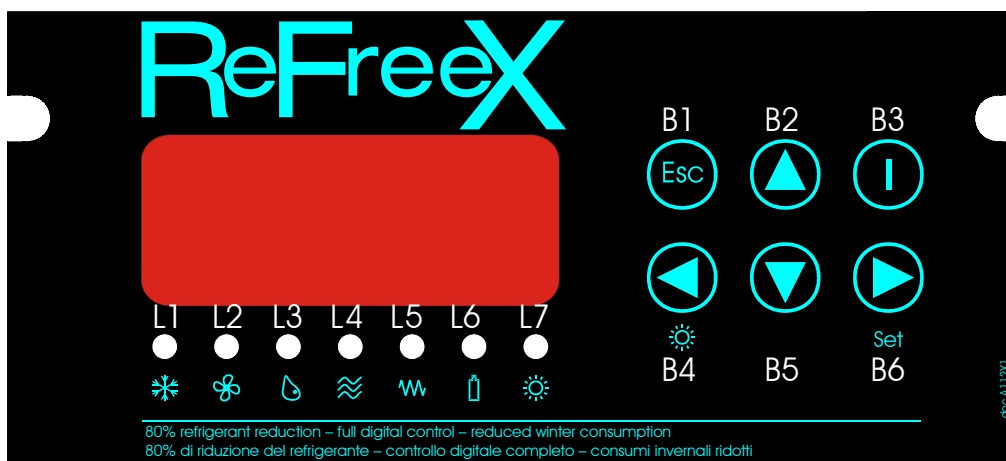 ReFreeX
B1 B2 B3
Esc
L1 L2 L3 L4 L5 L6 L7
Set
B4 B5 B6
80% refrigerant reduction – full digital control – reduced winter consumption
80% di riduzione del refrigerante – controllo digitale completo – consumi invernali ridotti